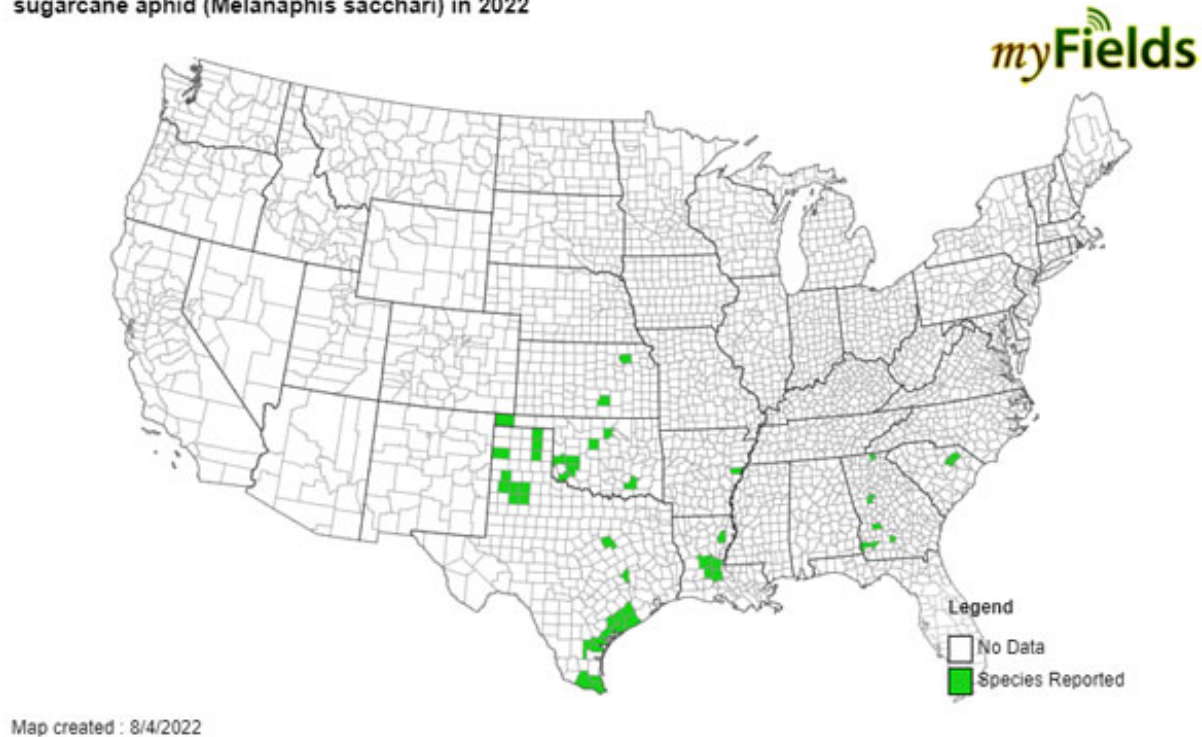 sugarcane aphid (Melanaphis sacchari) in 2022
myFields
Legend
No Data
Species Reported
Map created : 8/4/2022